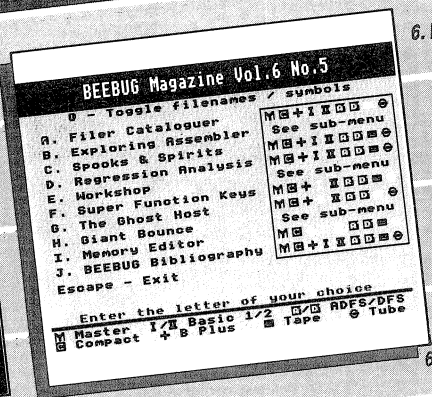 6.
BEEBUG Magazine Vol.6 No.5
0 - Toggle filenames / symbols
A. Filer Cataloguer
B. Exploring Assembler See sub-menu
C. Spooks & Spirits
D. Regression Analysis
E. Workshop See sub-menu
F. Super Function Keys
G. The Ghost Host
H. Giant Bounce See sub-menu
I. Memory Editor
J. BEEBUG Bibliography
Escape - Exit
Enter the letter of your choice
M Master I/II Basic 1/2 D/D ADFS/DFS
C Compact + B Plus Tape Tube
6